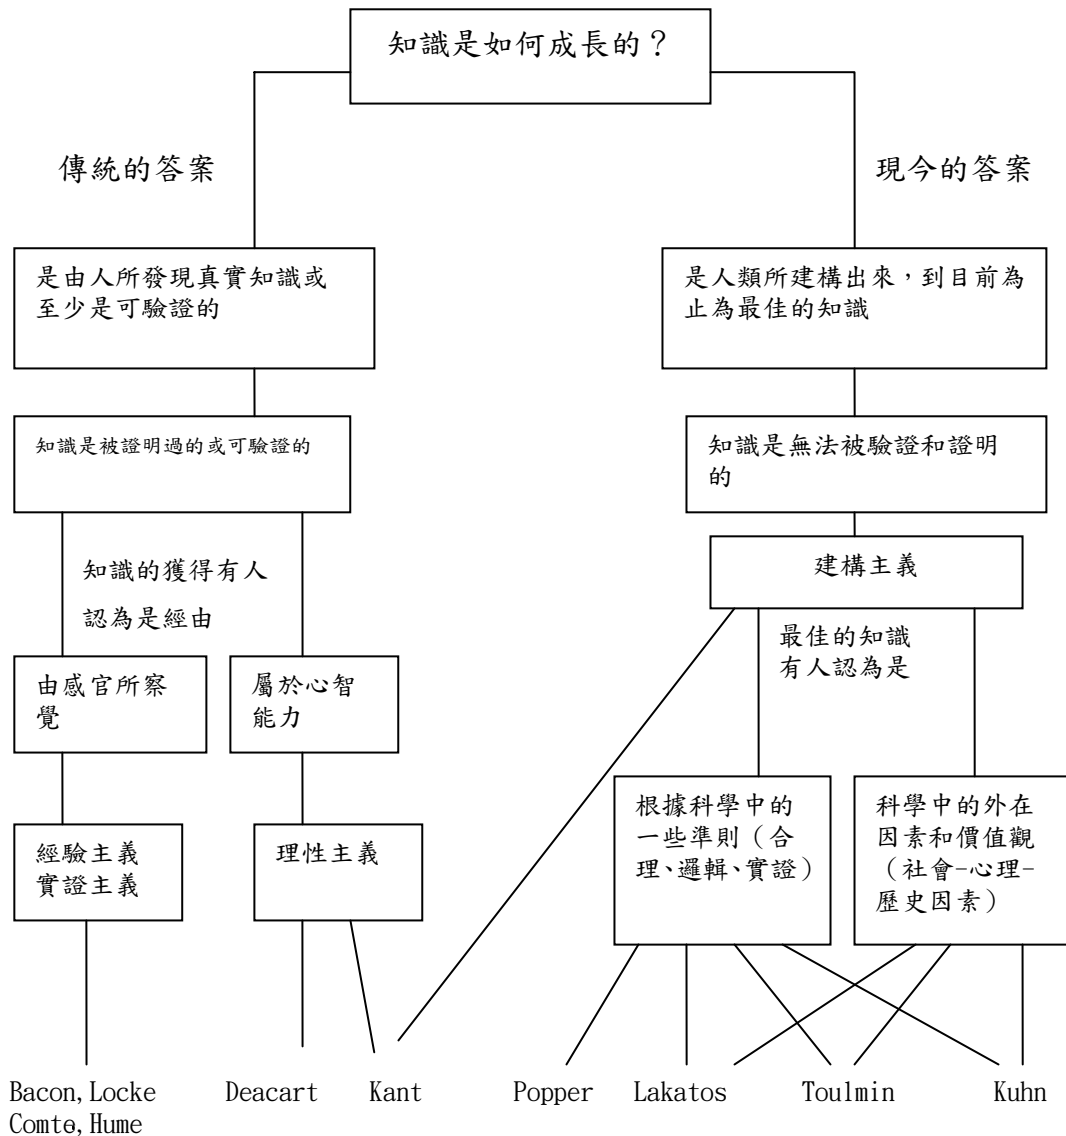 知識是如何成長的？
傳統的答案
現今的答案
是由人所發現真實知識或
至少是可驗證的
是人類所建構出來，到目前為
止為最佳的知識
知識是被證明過的或可驗證的
知識是無法被驗證和證明
的
知識的獲得有人
認為是經由
建構主義
最佳的知識
有人認為是
由感官所察
覺
屬於心智
能力
根據科學中的
一些準則（合
理、邏輯、實證）
科學中的外在
因素和價值觀
（社會-心理-
歷史因素）
經驗主義
實證主義
理性主義
Bacon,Locke
Comte,Hume
Deacart
Kant
Popper
Lakatos
Toulmin
Kuhn